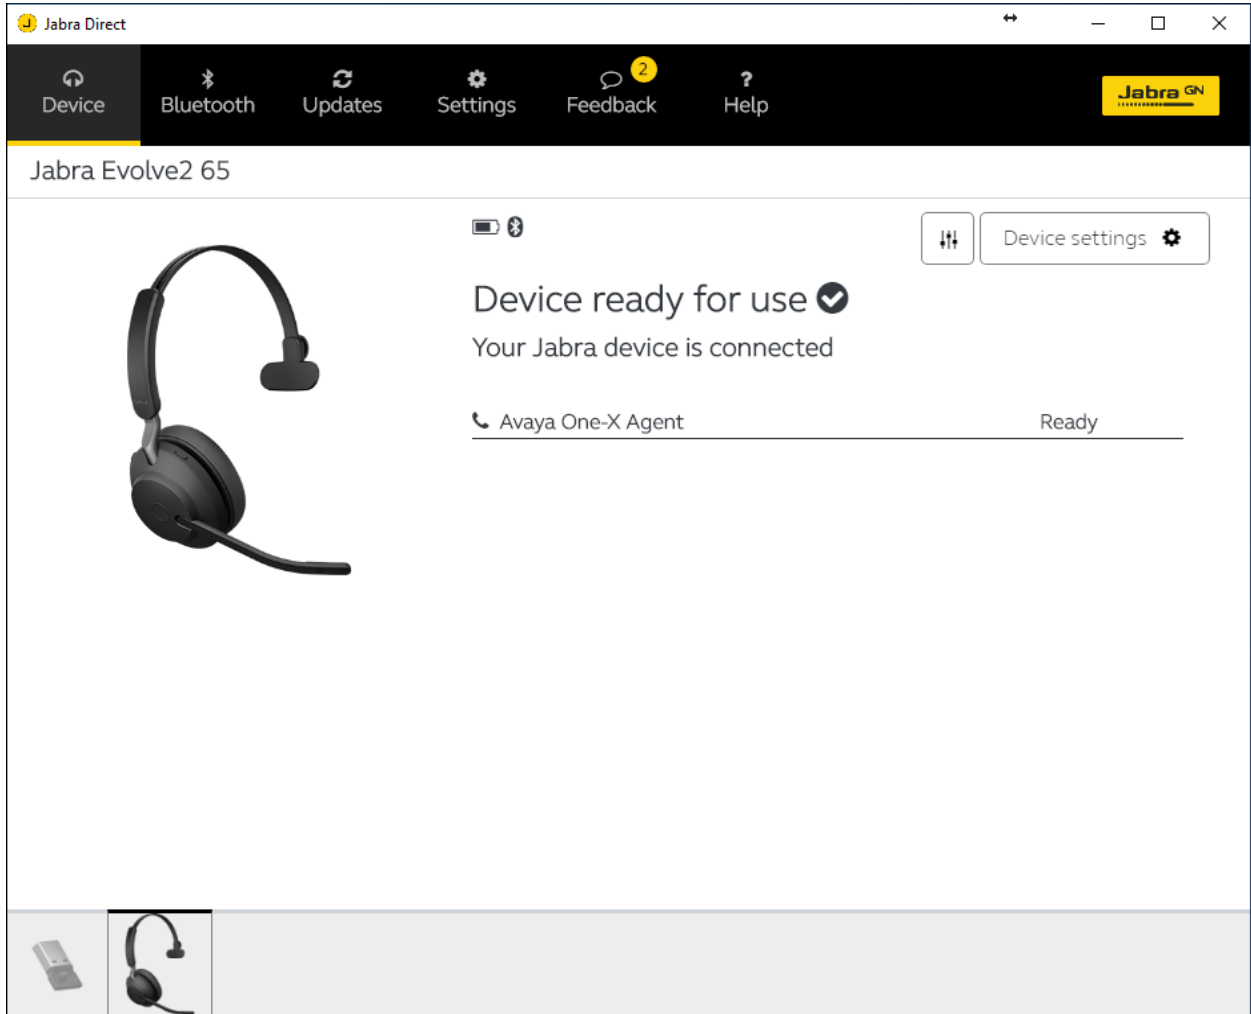 Jabra Direct
Device
Bluetooth
Updates
Settings
2
Feedback
?
Help
Jabra GN
Jabra Evolve2 65
Device settings
Device ready for use
Your Jabra device is connected
Avaya One-X Agent Ready